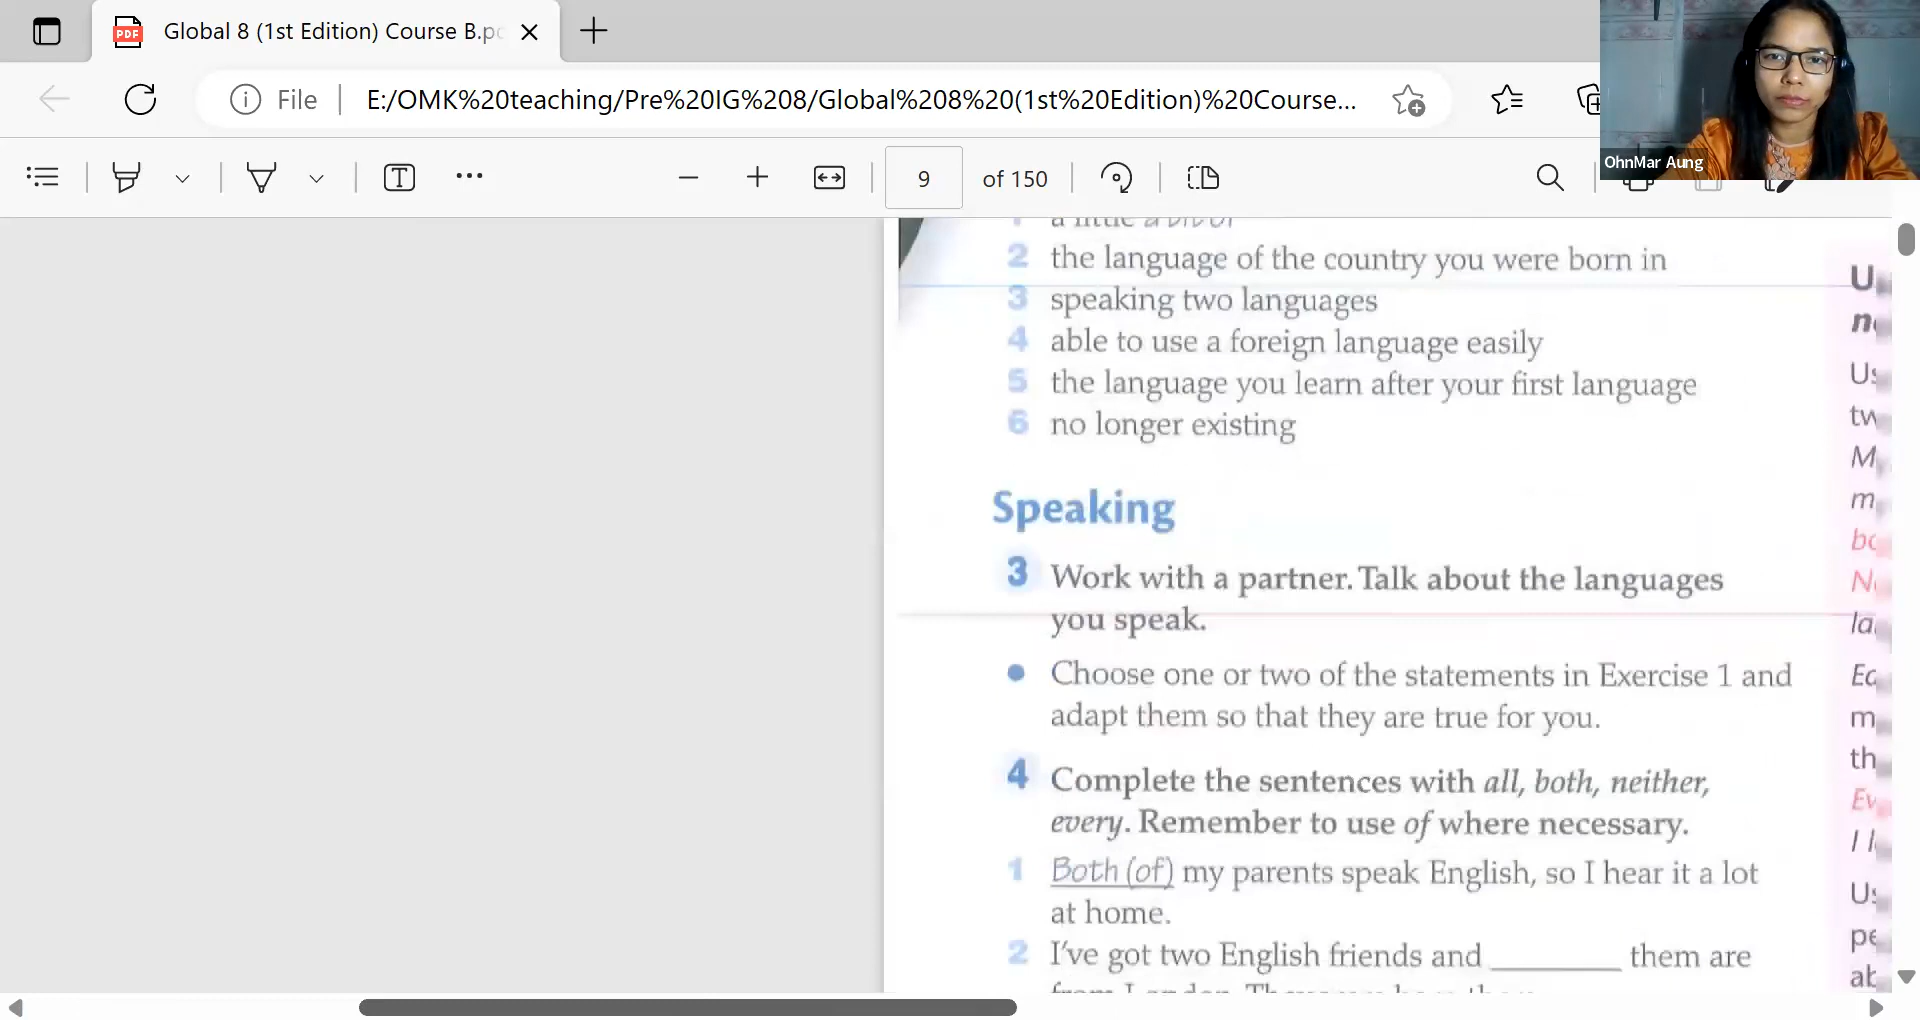 Global 8 (1st Edition) Course B.pc
File
E:/OMK%20teaching/Pre%20IG%208/Global%208%20(1st%20Edition)%20Course...
OhnMar Aung
9 of 150
a little a bit of
2 the language of the country you were born in
3 speaking two languages
4 able to use a foreign language easily
5 the language you learn after your first language
6 no longer existing
Speaking
3 Work with a partner. Talk about the languages
you speak.
• Choose one or two of the statements in Exercise 1 and
adapt them so that they are true for you.
4 Complete the sentences with all, both, neither,
every. Remember to use of where necessary.
1 Both (of) my parents speak English, so I hear it a lot
at home.
2 I've got two English friends and ________ them are